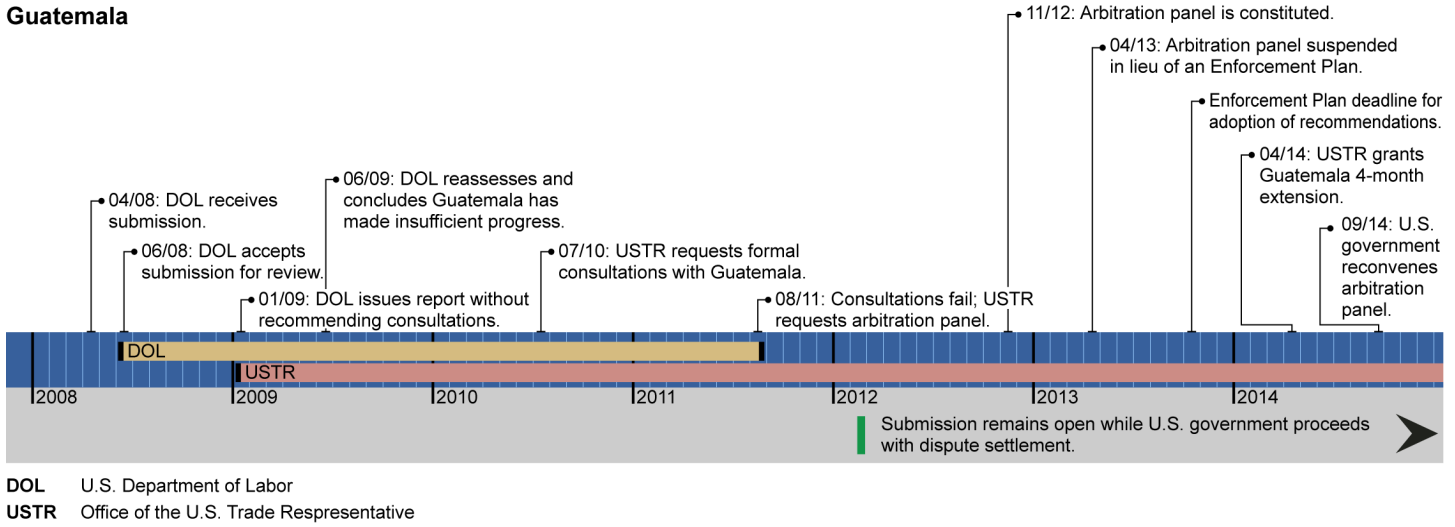 Guatemala
11/12: Arbitration panel is constituted.
04/13: Arbitration panel suspended
in lieu of an Enforcement Plan.
Enforcement Plan deadline for
adoption of recommendations.
04/14: USTR grants
Guatemala 4-month
extension.
09/14: U.S.
government
reconvenes
arbitration
panel.
06/09: DOL reassesses and
concludes Guatemala has
made insufficient progress.
04/08: DOL receives
submission.
06/08: DOL accepts
submission for review.
07/10: USTR requests formal
consultations with Guatemala.
01/09: DOL issues report without
recommending consultations.
08/11: Consultations fail; USTR
requests arbitration panel.
DOL
USTR
2008
2009
2010
2011
2012
2013
2014
Submission remains open while U.S. government proceeds
with dispute settlement.
DOL U.S. Department of Labor
USTR Office of the U.S. Trade Respresentative